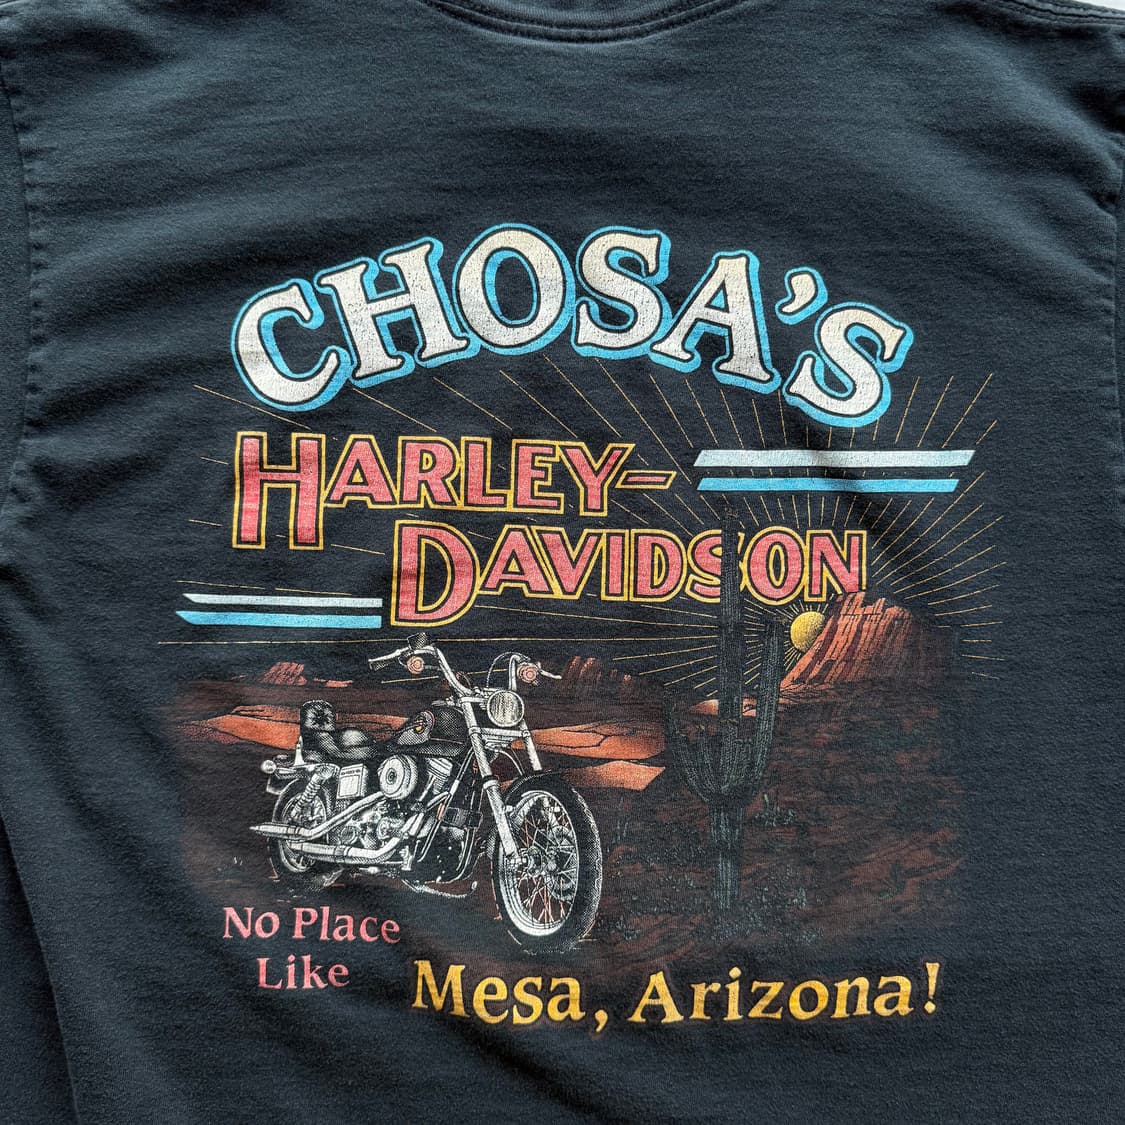 CHOSA'S
HARLEY-
DAVIDSON
No Place
Like
Mesa, Arizona!